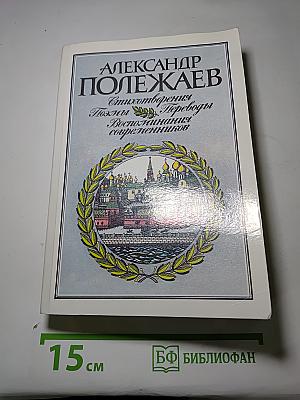 АЛЕКСАНДР
ПОЛЕЖАЕВ
Стихотворения
Поэмы Переводы
Воспоминания
современников
15 см
БФ БИБЛИОФАН